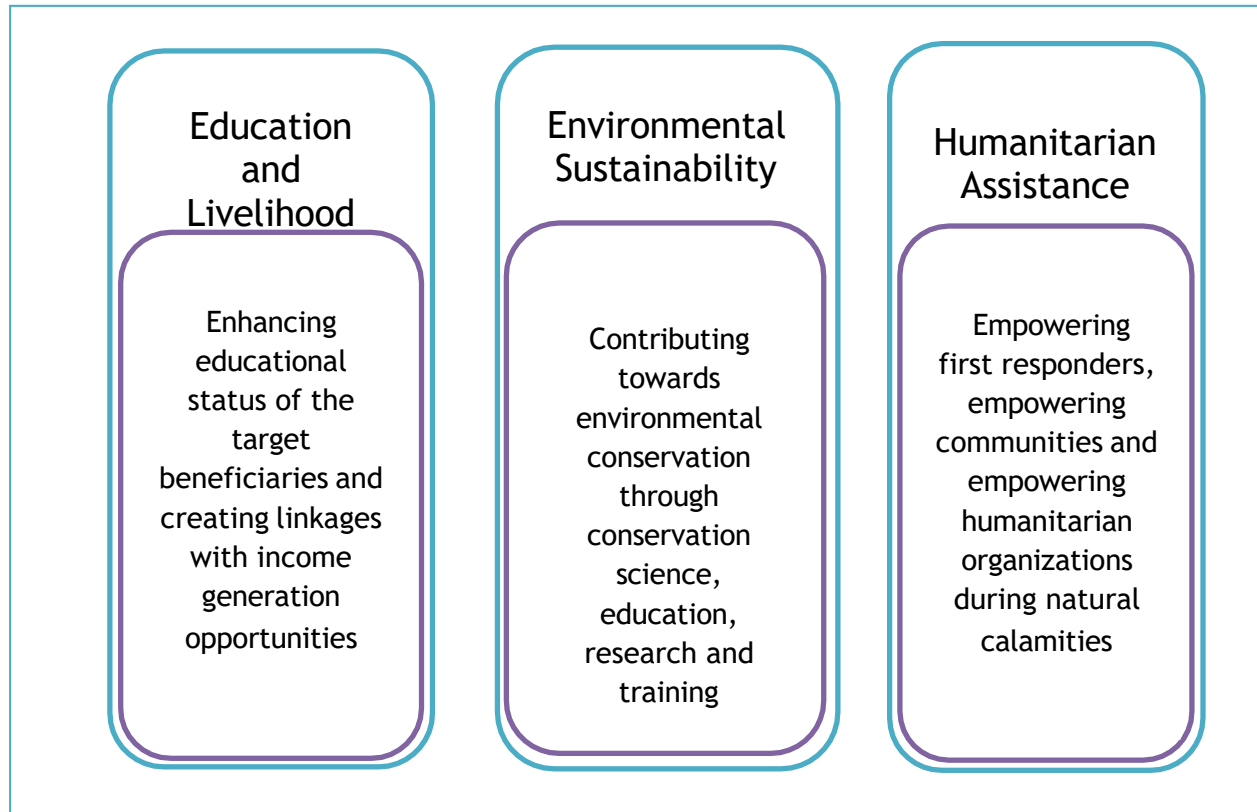 Education
and
Livelihood
Enhancing
educational
status of the
target
beneficiaries and
creating linkages
with income
generation
opportunities
Environmental
Sustainability
Contributing
towards
environmental
conservation
through
conservation
science,
education,
research and
training
Humanitarian
Assistance
Empowering
first responders,
empowering
communities and
empowering
humanitarian
organizations
during natural
calamities